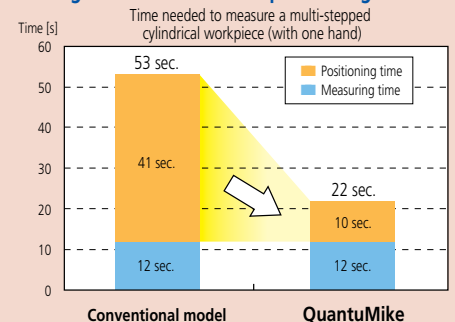 Time needed to measure a multi-stepped
cylindrical workpiece (with one hand)
Time [s]
60
50
40
30
20
10
0
53 sec.
41 sec.
12 sec.
Positioning time
Measuring time
22 sec.
10 sec.
12 sec.
Conventional model
QuantuMike